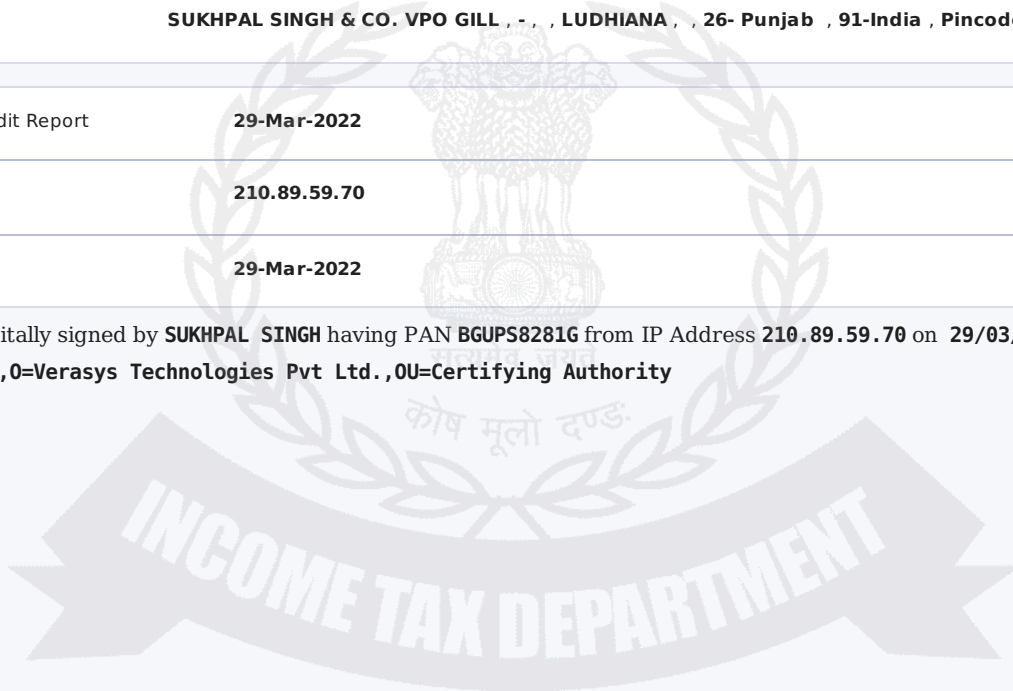 SUKHPAL SINGH & CO. VPO GILL , - , , LUDHIANA , , 26- Punjab , 91-India , Pincode
dit Report 29-Mar-2022
210.89.59.70
29-Mar-2022
itally signed by SUKHPAL SINGH having PAN BGUPS8281G from IP Address 210.89.59.70 on 29/03/
सत्यमेव जयते
,O=Verasys Technologies Pvt Ltd.,OU=Certifying Authority
कोष मूलो दण्ड:
INCOME TAX DEPARTMENT